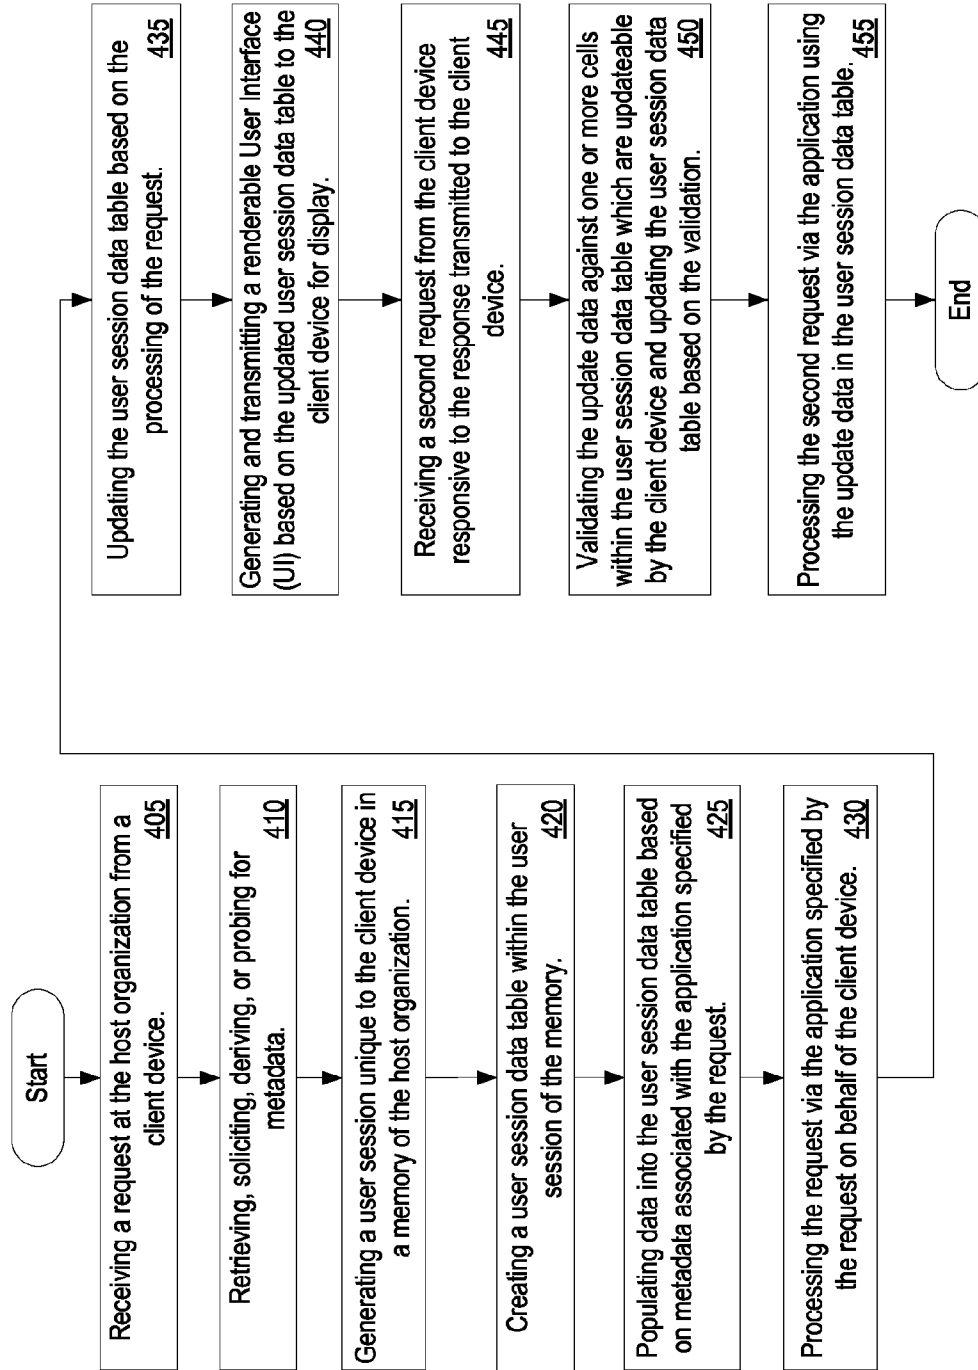 Start
Receiving a request at the host organization from a
client device.
405
Retrieving, soliciting, deriving, or probing for
metadata.
410
Generating a user session unique to the client device in
a memory of the host organization.
415
Creating a user session data table within the user
session of the memory.
420
Populating data into the user session data table based
on metadata associated with the application specified
by the request.
425
Processing the request via the application specified by
the request on behalf of the client device.
430
Updating the user session data table based on the
processing of the request.
435
Generating and transmitting a renderable User Interface
(UI) based on the updated user session data table to the
client device for display.
440
Receiving a second request from the client device
responsive to the response transmitted to the client
device.
445
Validating the update data against one or more cells
within the user session data table which are updateable
by the client device and updating the user session data
table based on the validation.
450
Processing the second request via the application using
the update data in the user session data table.
455
End